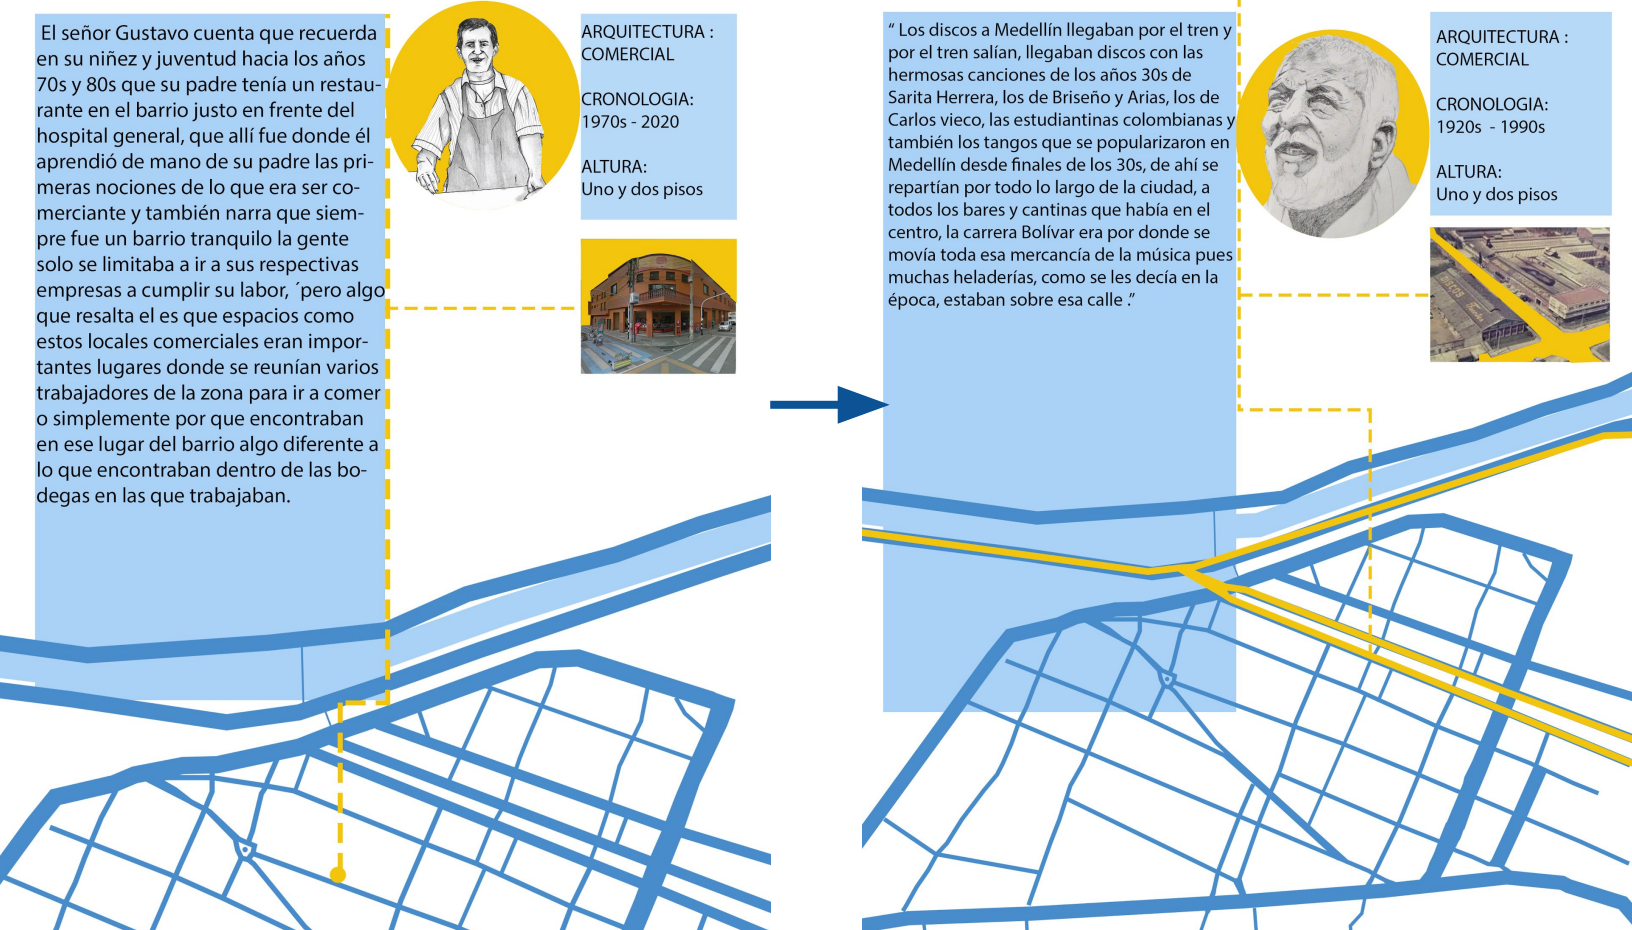 El señor Gustavo cuenta que recuerda
en su niñez y juventud hacia los años
70s y 80s que su padre tenía un restau-
rante en el barrio justo en frente del
hospital general, que allí fue donde él
aprendió de mano de su padre las pri-
meras nociones de lo que era ser co-
merciante y también narra que siem-
pre fue un barrio tranquilo la gente
solo se limitaba a ir a sus respectivas
empresas a cumplir su labor, ´pero algo
que resalta el es que espacios como
estos locales comerciales eran impor-
tantes lugares donde se reunían varios
trabajadores de la zona para ir a comer
o simplemente por que encontraban
en ese lugar del barrio algo diferente a
lo que encontraban dentro de las bo-
degas en las que trabajaban.
ARQUITECTURA :
COMERCIAL
CRONOLOGIA:
1970s - 2020
ALTURA:
Uno y dos pisos
“ Los discos a Medellín llegaban por el tren y
por el tren salían, llegaban discos con las
hermosas canciones de los años 30s de
Sarita Herrera, los de Briseño y Arias, los de
Carlos vieco, las estudiantinas colombianas y
también los tangos que se popularizaron en
Medellín desde finales de los 30s, de ahí se
repartían por todo lo largo de la ciudad, a
todos los bares y cantinas que había en el
centro, la carrera Bolívar era por donde se
movía toda esa mercancía de la música pues
muchas heladerías, como se les decía en la
época, estaban sobre esa calle .”
ARQUITECTURA :
COMERCIAL
CRONOLOGIA:
1920s  - 1990s
ALTURA:
Uno y dos pisos